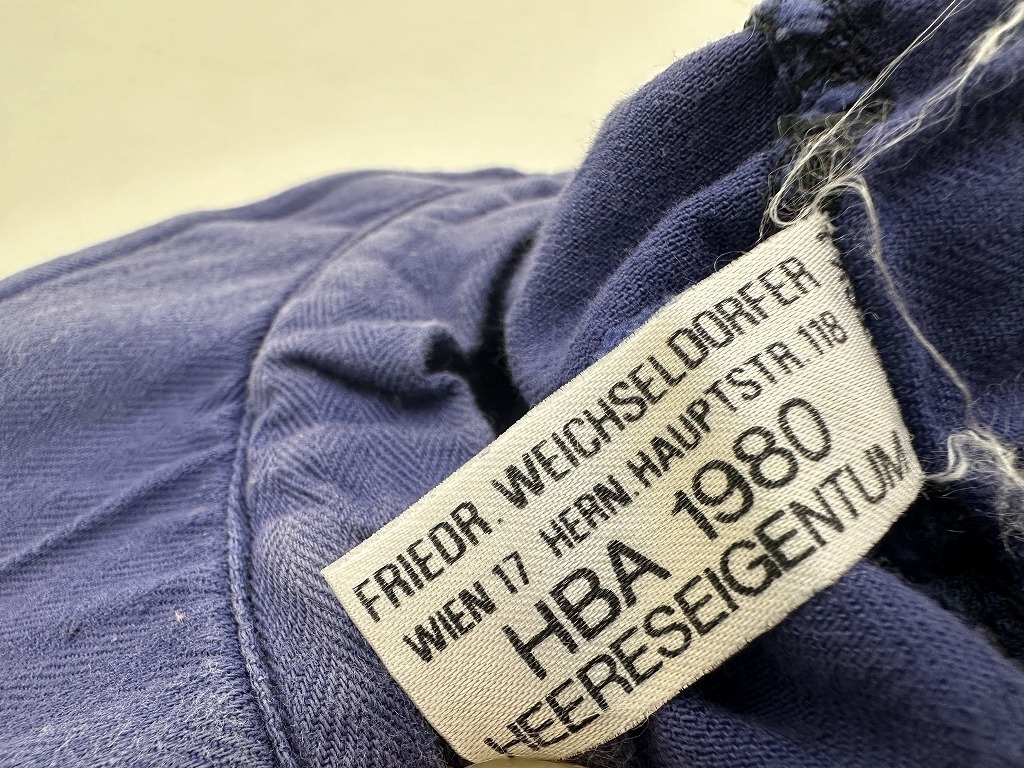 FRIEDR. WEICHSELDORFER
WIEN 17 HERN.HAUPTSTR.118
HBA 1980
HEERESEIGENTUM